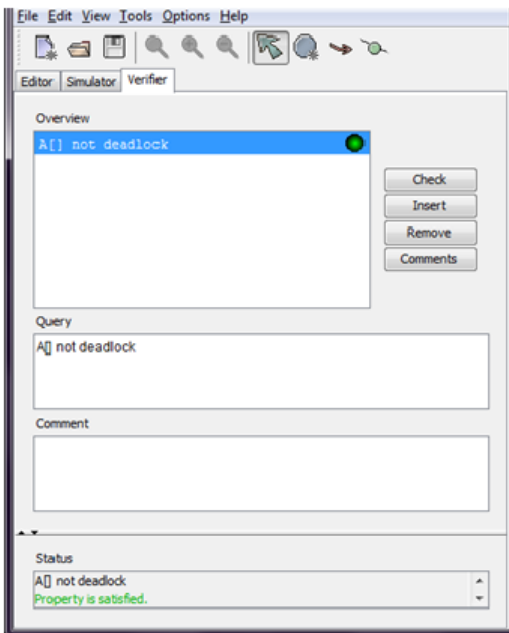 File Edit View Tools Options Help
Editor Simulator Verifier
Overview
A[] not deadlock
Check
Insert
Remove
Comments
Query
A[] not deadlock
Comment
Status
A[] not deadlock
Property is satisfied.